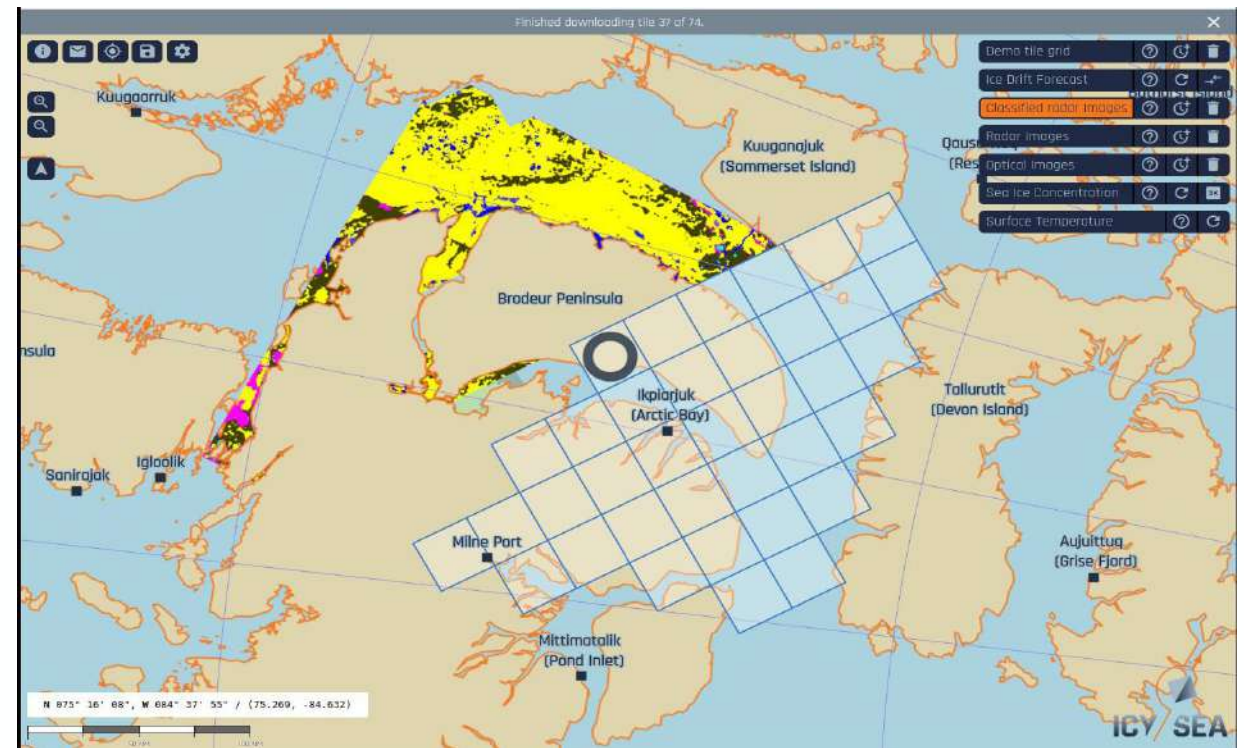 Finished downloading tile 37 of 74.
Demo tile grid
Ice Drift Forecast
Bathurst Island
Classified radar images
Radar Images
Optical Images
Sea Ice Concentration
Surface Temperature
Kuugaarruk
Kuuganajuk
(Sommerset Island)
Brodeur Peninsula
nsula
Ikpiarjuk
(Arctic Bay)
Tallurutit
(Devon Island)
Igloolik
Sanirajak
Milne Port
Aujuittuq
(Grise Fjord)
Mittimatalik
(Pond Inlet)
N 075° 16' 08", W 084° 37' 55" / (75.269, -84.632)
ICY/SEA